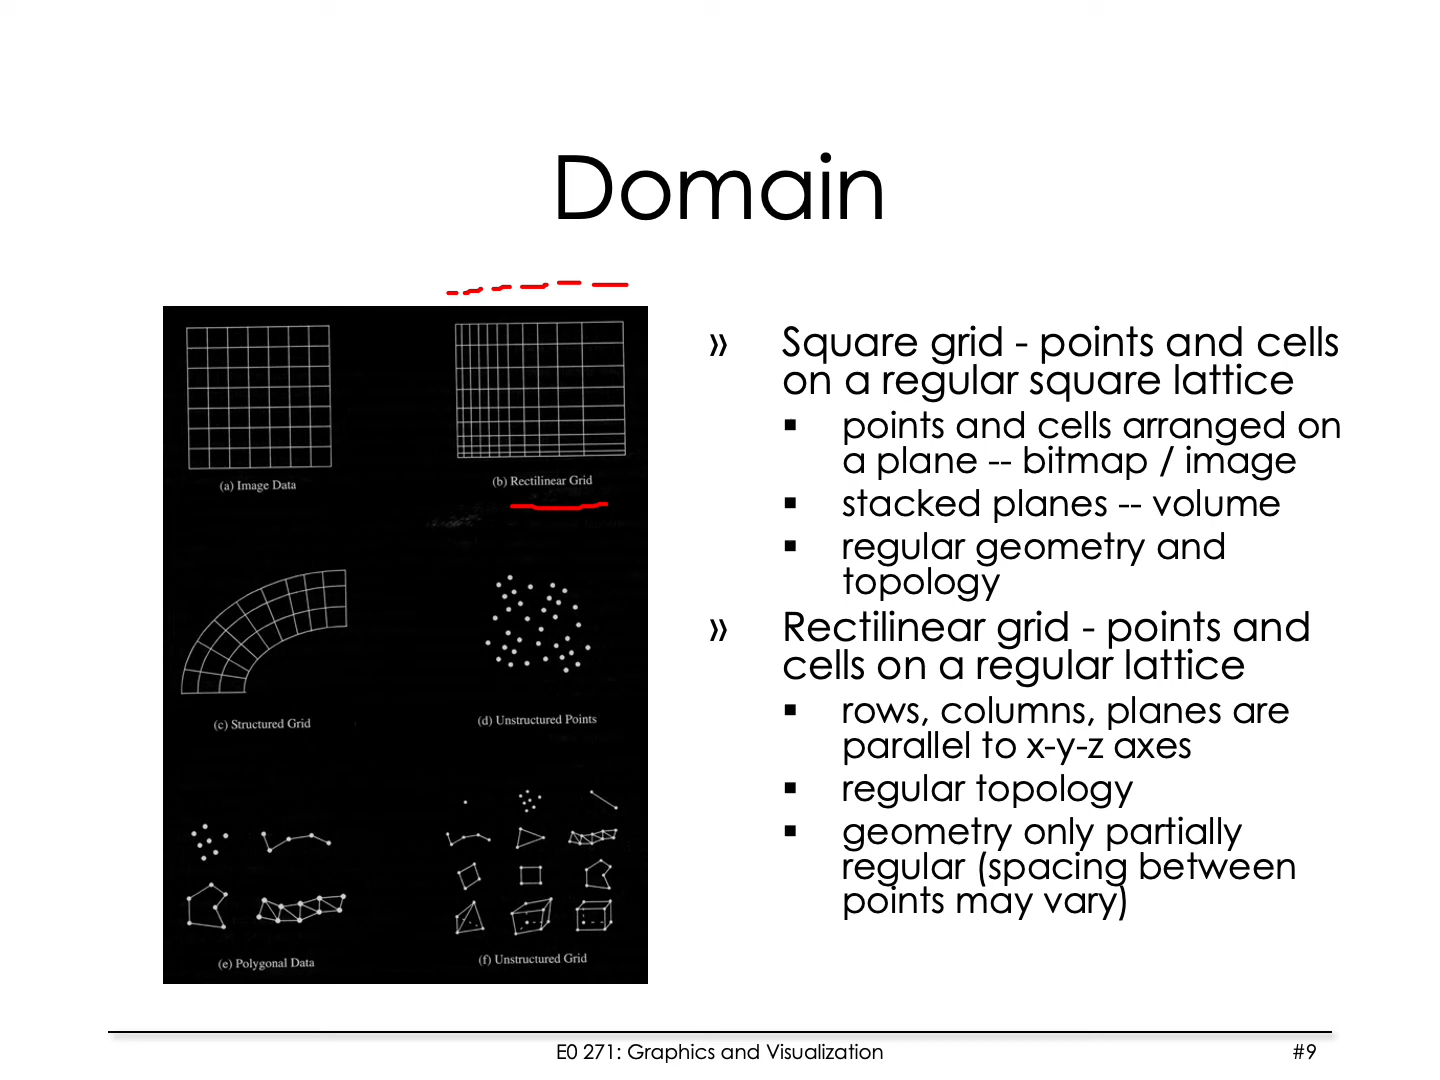 Domain
(a) Image Data
(b) Rectilinear Grid
(c) Structured Grid
(d) Unstructured Points
(e) Polygonal Data
(f) Unstructured Grid
» Square grid - points and cells
on a regular square lattice
▪ points and cells arranged on
a plane -- bitmap / image
▪ stacked planes -- volume
▪ regular geometry and
topology
» Rectilinear grid - points and
cells on a regular lattice
▪ rows, columns, planes are
parallel to x-y-z axes
▪ regular topology
▪ geometry only partially
regular (spacing between
points may vary)
E0 271: Graphics and Visualization
#9